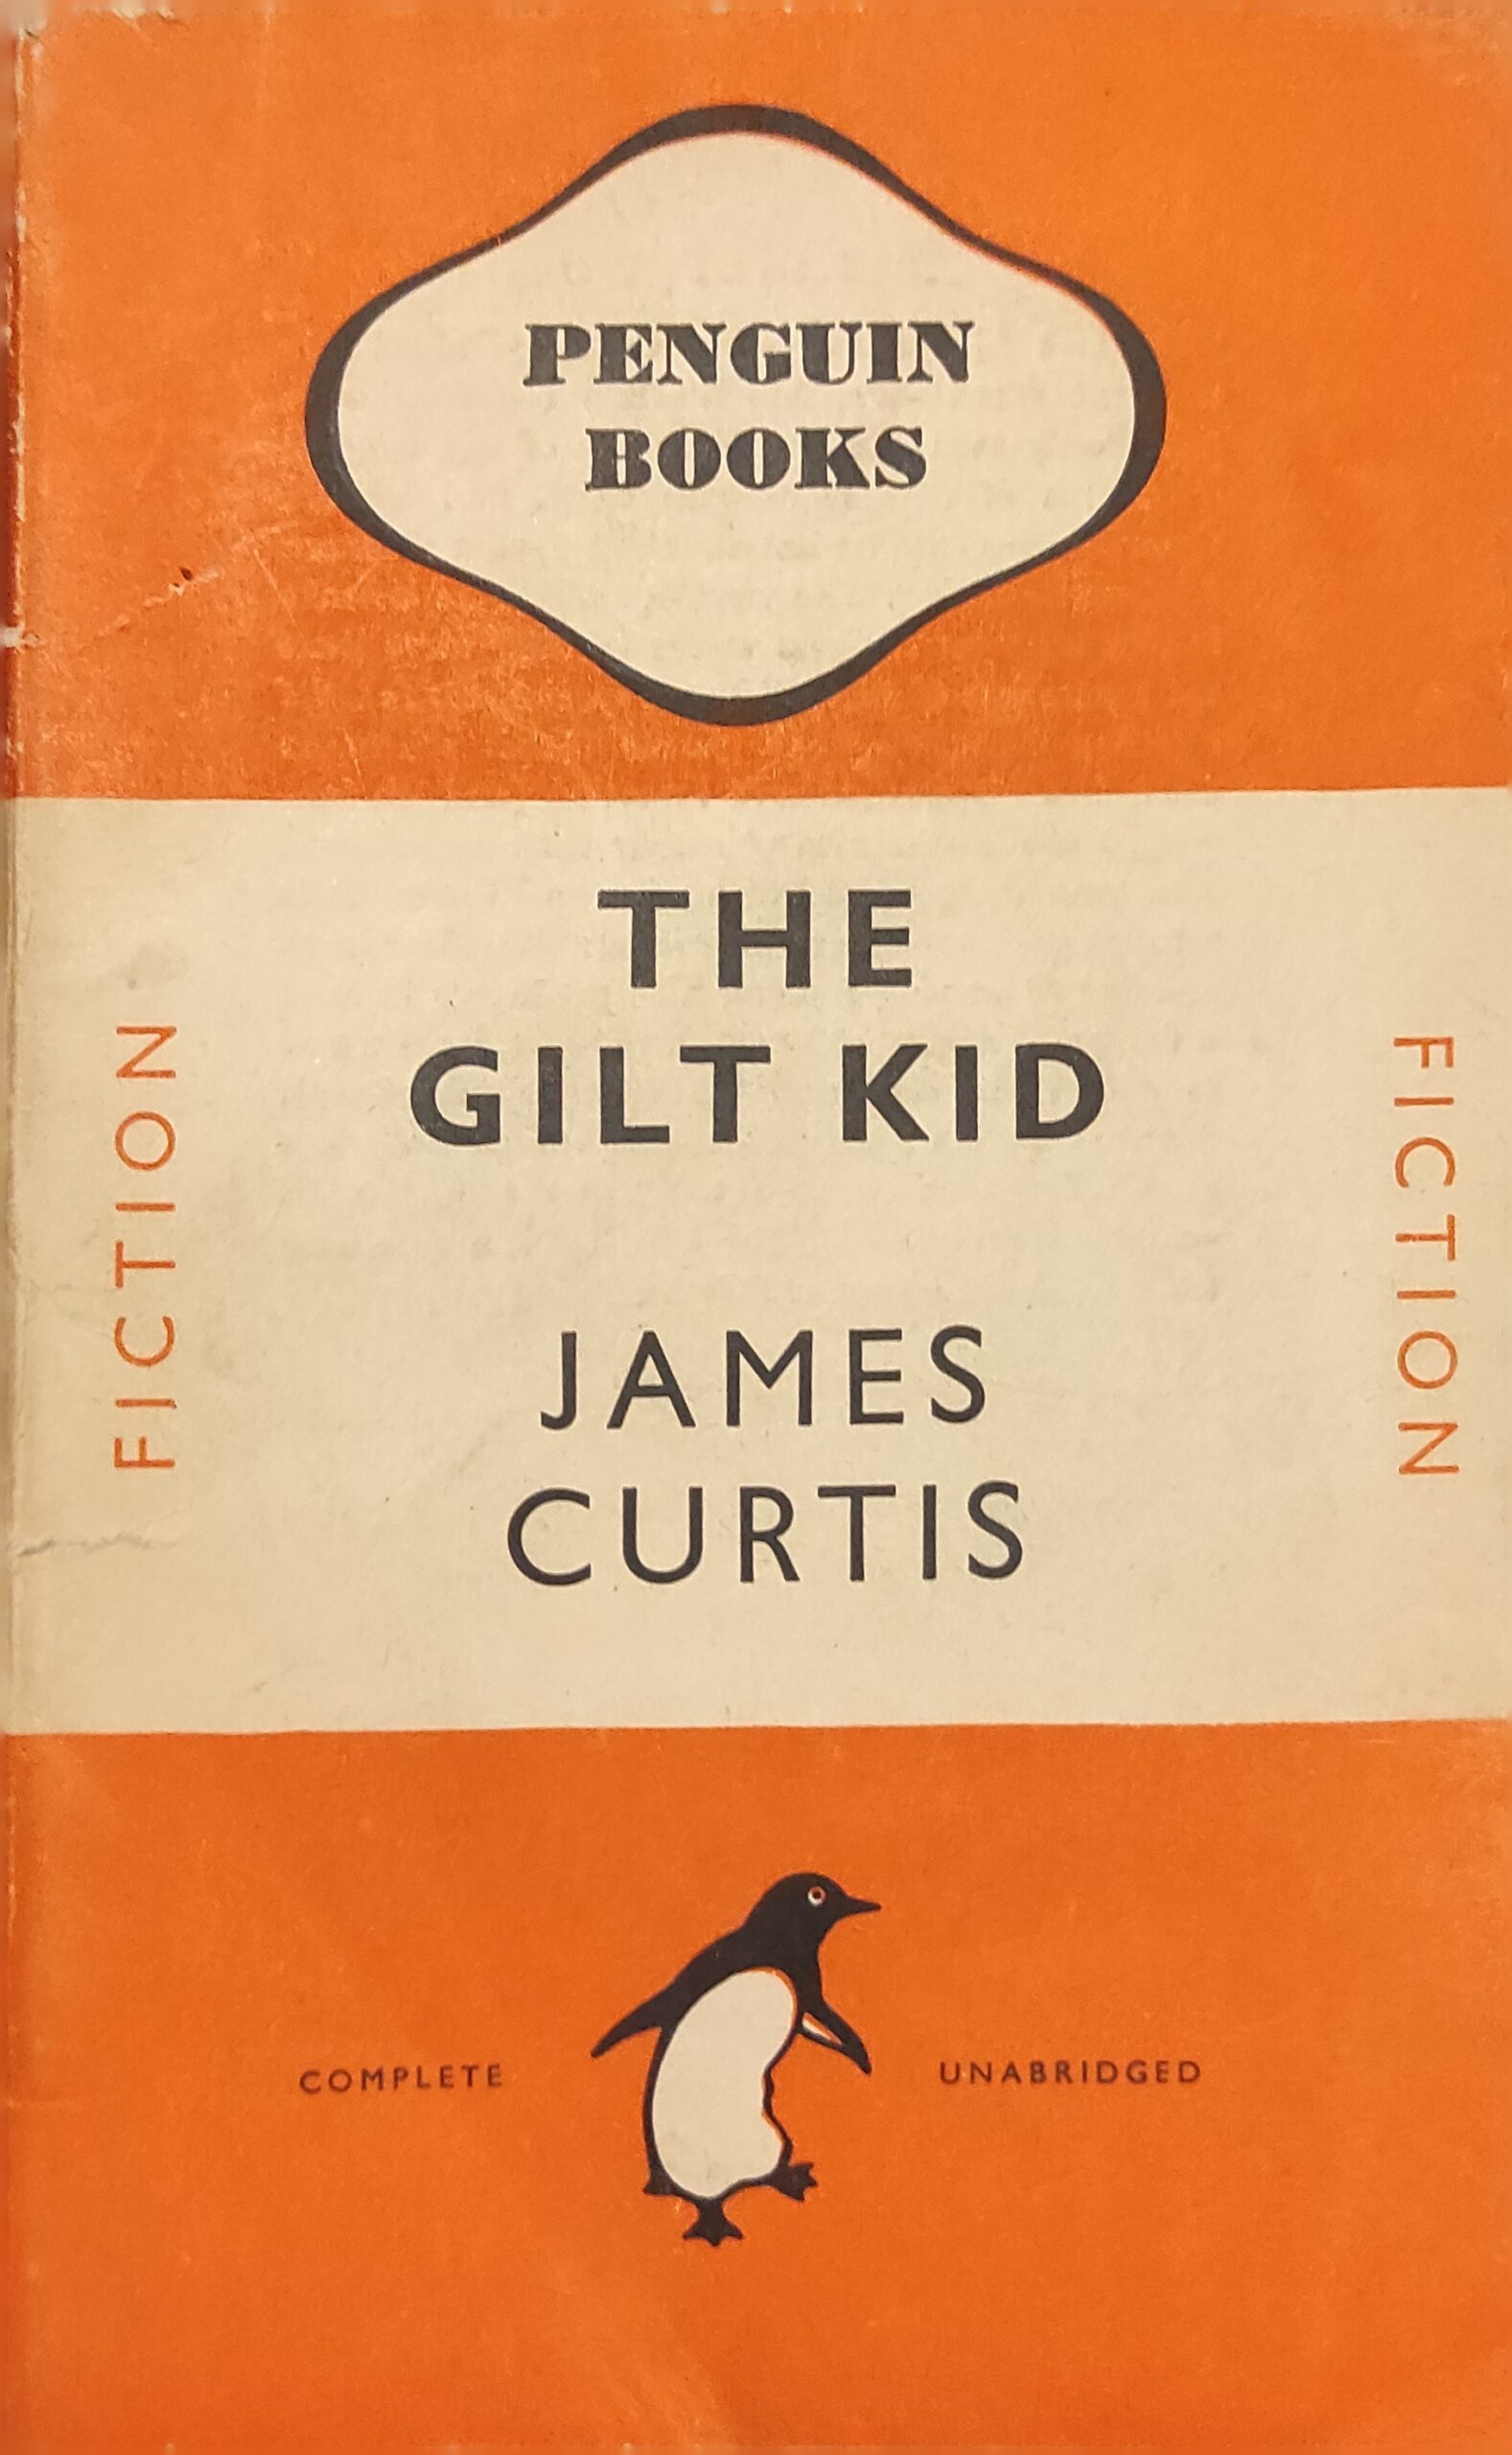 PENGUIN
BOOKS
THE
GILT KID
JAMES
CURTIS
FICTION
FICTION
COMPLETE
UNABRIDGED